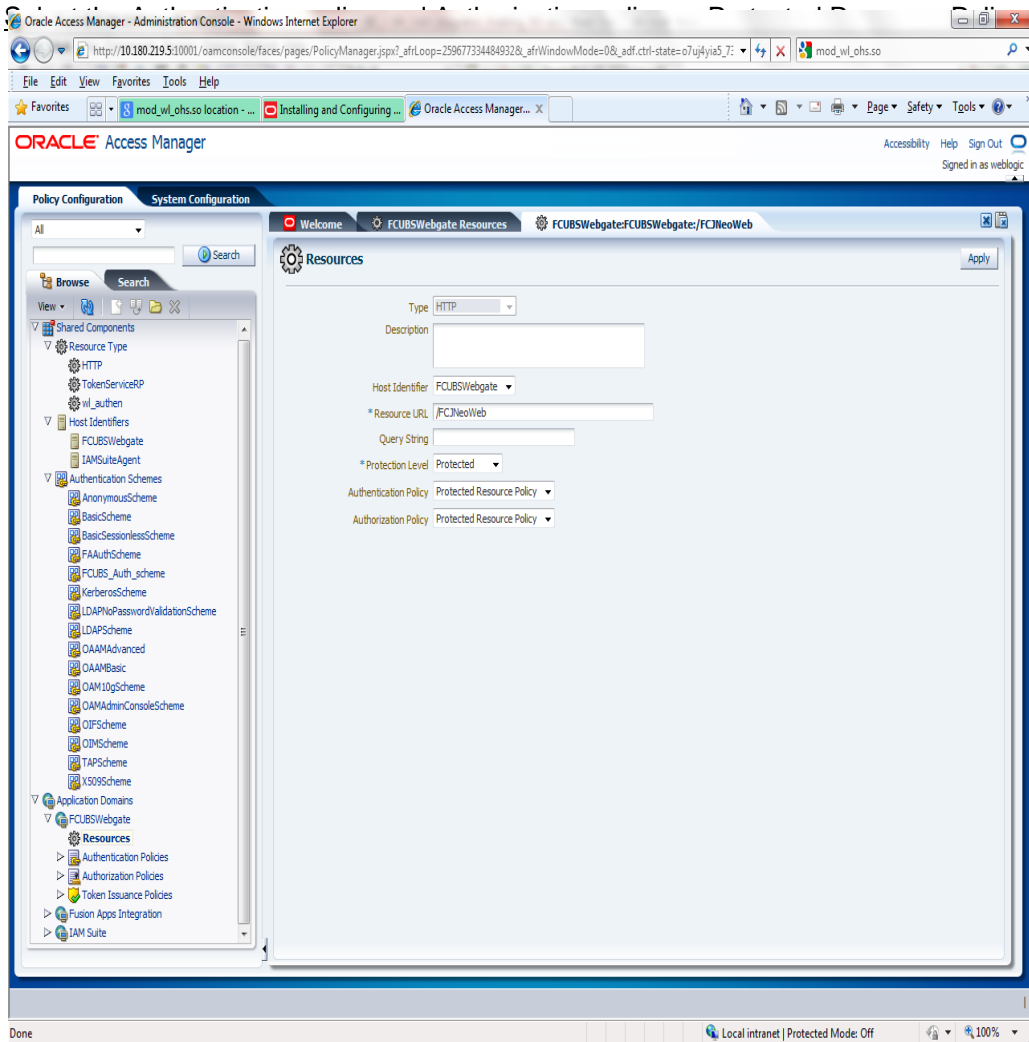 Oracle Access Manager - Administration Console - Windows Internet Explorer
http://10.180.219.5:10001/oamconsole/faces/pages/PolicyManager.jspx?_afrLoop=259677334484932&_afrWindowMode=0&_adf.ctrl-state=o7uj4yia5_7
mod_wl_ohs.so
File Edit View Favorites Tools Help
Favorites
mod_wl_ohs.so location - ...
Installing and Configuring ...
Oracle Access Manager... X
Page Safety Tools
ORACLE Access Manager
Accessibility Help Sign Out
Signed in as weblogic
Policy Configuration
System Configuration
All
Search
Browse
Search
View
Shared Components
Resource Type
HTTP
TokenServiceRP
wl_authen
Host Identifiers
FCUBSWebgate
IAMSuiteAgent
Authentication Schemes
AnonymousScheme
BasicScheme
BasicSessionlessScheme
FAAuthScheme
FCUBS_Auth_scheme
KerberosScheme
LDAPNoPasswordValidationScheme
LDAPScheme
OAAMAdvanced
OAAMBasic
OAM10gScheme
OAMAdminConsoleScheme
OIFScheme
OIMScheme
TAPScheme
X509Scheme
Application Domains
FCUBSWebgate
Resources
Authentication Policies
Authorization Policies
Token Issuance Policies
Fusion Apps Integration
IAM Suite
Welcome
FCUBSWebgate Resources
FCUBSWebgate:FCUBSWebgate:/FCJNeoWeb
Resources
Apply
Type HTTP
Description
Host Identifier FCUBSWebgate
* Resource URL /FCJNeoWeb
Query String
* Protection Level Protected
Authentication Policy Protected Resource Policy
Authorization Policy Protected Resource Policy
Done
Local intranet | Protected Mode: Off
100%